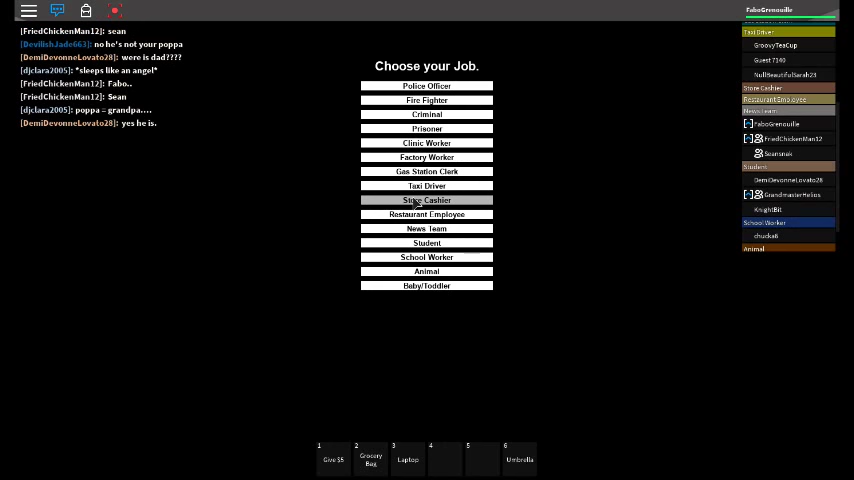 FaboGrenouille
[FriedChickenMan12]: sean
[DevilishJade663]: no he's not your poppa
[DemiDevonneLovato28]: were is dad????
[djclara2005]: *sleeps like an angel*
[FriedChickenMan12]: Fabo..
[FriedChickenMan12]: Sean
[djclara2005]: poppa = grandpa....
[DemiDevonneLovato28]: yes he is.
Choose your Job.
Police Officer
Fire Fighter
Criminal
Prisoner
Clinic Worker
Factory Worker
Gas Station Clerk
Taxi Driver
Store Cashier
Restaurant Employee
News Team
Student
School Worker
Animal
Baby/Toddler
Taxi Driver
GroovyTeaCup
Guest 7140
NullBeautifulSarah23
Store Cashier
Restaurant Employee
News Team
FaboGrenouille
FriedChickenMan12
Seansnak
Student
DemiDevonneLovato28
GrandmasterHelios
KnightBit
School Worker
chucka6
Animal
1
Give $5
2
Grocery
Bag
3
Laptop
4
5
6
Umbrella